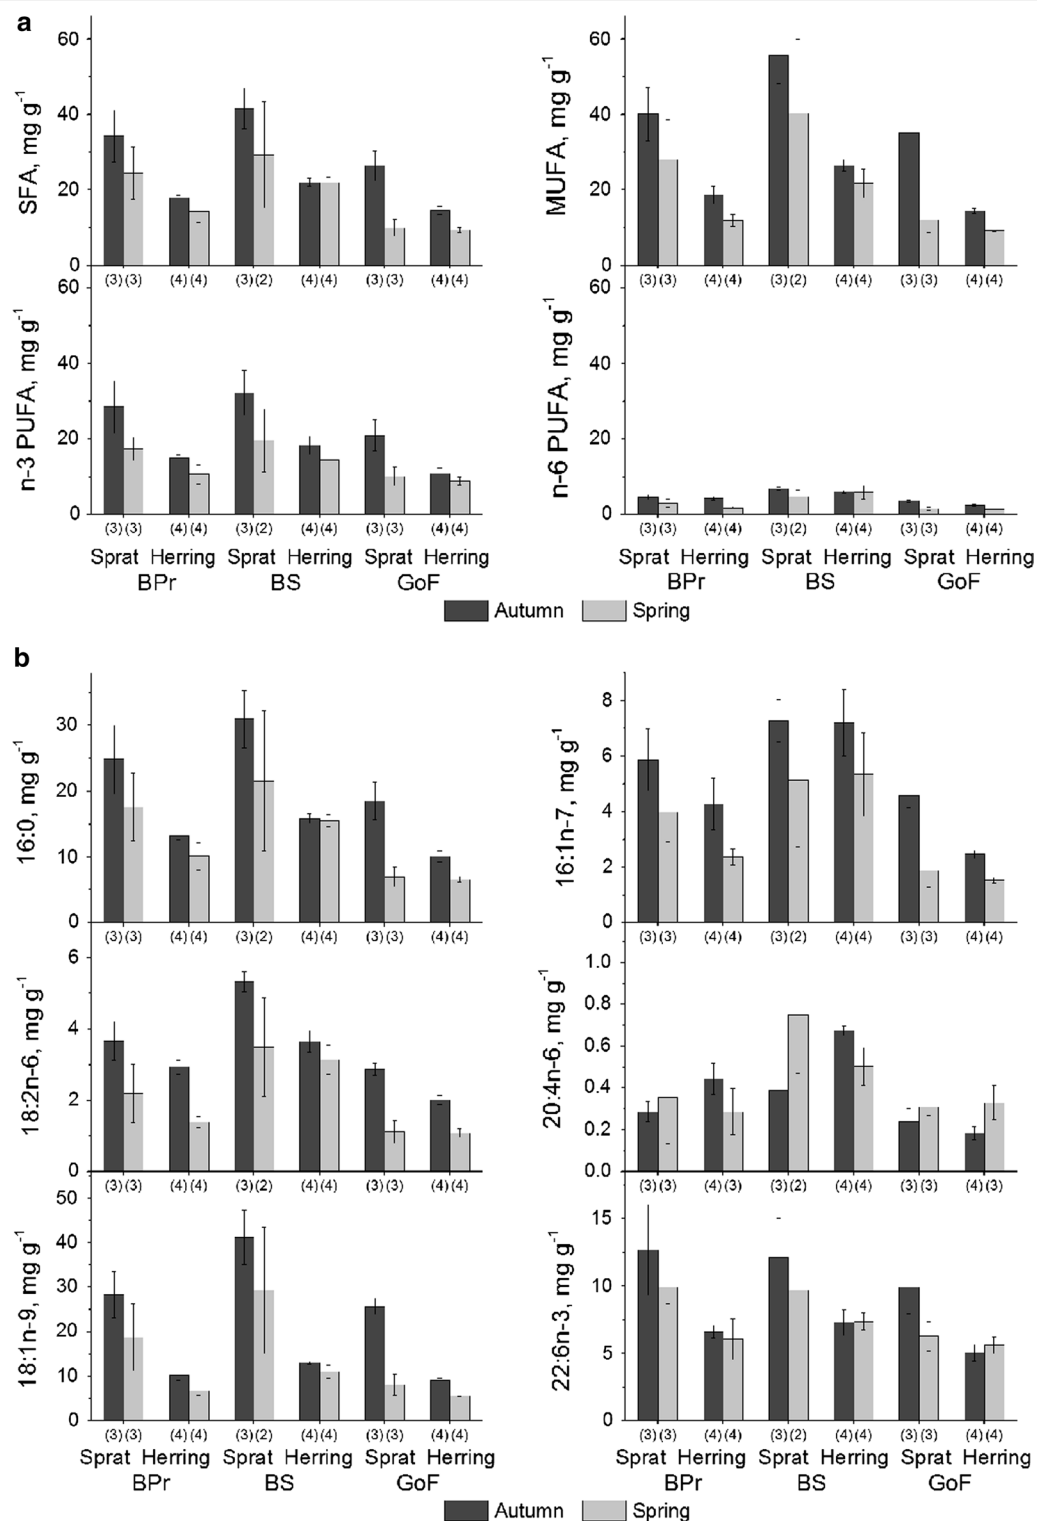 a
SFA, mg g-1
60
40
20
0
(3) (3) (4) (4) (3) (2) (4) (4) (3) (3) (4) (4)
MUFA, mg g-1
60
40
20
0
(3) (3) (4) (4) (3) (2) (4) (4) (3) (3) (4) (4)
n-3 PUFA, mg g-1
60
40
20
0
(3) (3) (4) (4) (3) (2) (4) (4) (3) (3) (4) (4)
Sprat Herring Sprat Herring Sprat Herring
BPr BS GoF
n-6 PUFA, mg g-1
60
40
20
0
(3) (3) (4) (4) (3) (2) (4) (4) (3) (3) (4) (4)
Sprat Herring Sprat Herring Sprat Herring
BPr BS GoF
Autumn Spring
b
16:0, mg g-1
30
20
10
0
(3) (3) (4) (4) (3) (2) (4) (4) (3) (3) (4) (4)
16:1n-7, mg g-1
8
6
4
2
0
(3) (3) (4) (4) (3) (2) (4) (4) (3) (3) (4) (4)
18:2n-6, mg g-1
6
4
2
0
(3) (3) (4) (4) (3) (2) (4) (4) (3) (3) (4) (4)
20:4n-6, mg g-1
1.0
0.8
0.6
0.4
0.2
0.0
(3) (3) (4) (3) (3) (2) (4) (4) (3) (3) (4) (3)
18:1n-9, mg g-1
50
40
30
20
10
0
(3) (3) (4) (4) (3) (2) (4) (4) (3) (3) (4) (4)
Sprat Herring Sprat Herring Sprat Herring
BPr BS GoF
22:6n-3, mg g-1
15
10
5
0
(3) (3) (4) (4) (3) (2) (4) (4) (3) (3) (4) (4)
Sprat Herring Sprat Herring Sprat Herring
BPr BS GoF
Autumn Spring